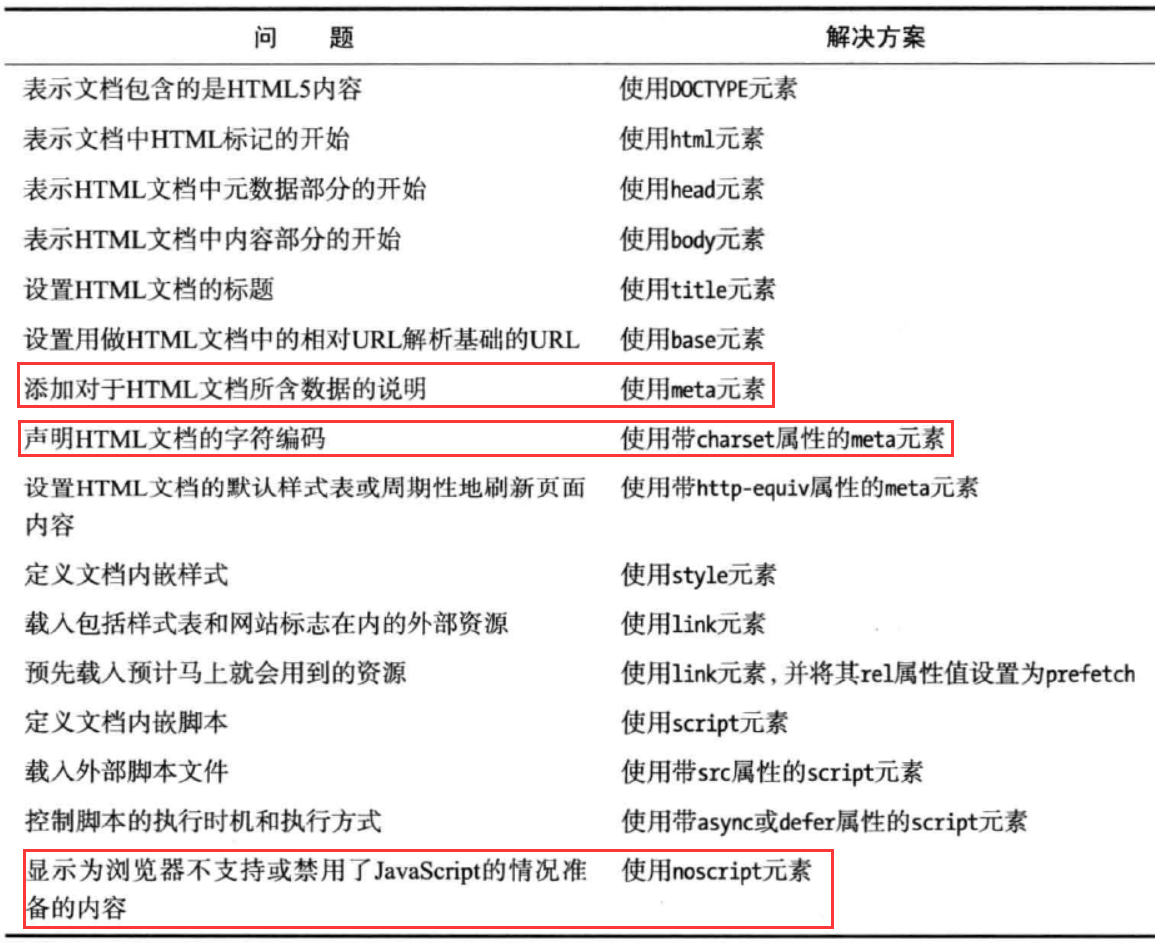 问 题 解决方案
表示文档包含的是HTML5内容 使用DOCTYPE元素
表示文档中HTML标记的开始 使用html元素
表示HTML文档中元数据部分的开始 使用head元素
表示HTML文档中内容部分的开始 使用body元素
设置HTML文档的标题 使用title元素
设置用做HTML文档中的相对URL解析基础的URL 使用base元素
添加对于HTML文档所含数据的说明 使用meta元素
声明HTML文档的字符编码 使用带charset属性的meta元素
设置HTML文档的默认样式表或周期性地刷新页面 使用带http-equiv属性的meta元素
内容
定义文档内嵌样式 使用style元素
载入包括样式表和网站标志在内的外部资源 使用link元素
预先载入预计马上就会用到的资源 使用link元素，并将其rel属性值设置为prefetch
定义文档内嵌脚本 使用script元素
载入外部脚本文件 使用带src属性的script元素
控制脚本的执行时机和执行方式 使用带async或defer属性的script元素
显示为浏览器不支持或禁用了JavaScript的情况准 使用noscript元素
备的内容